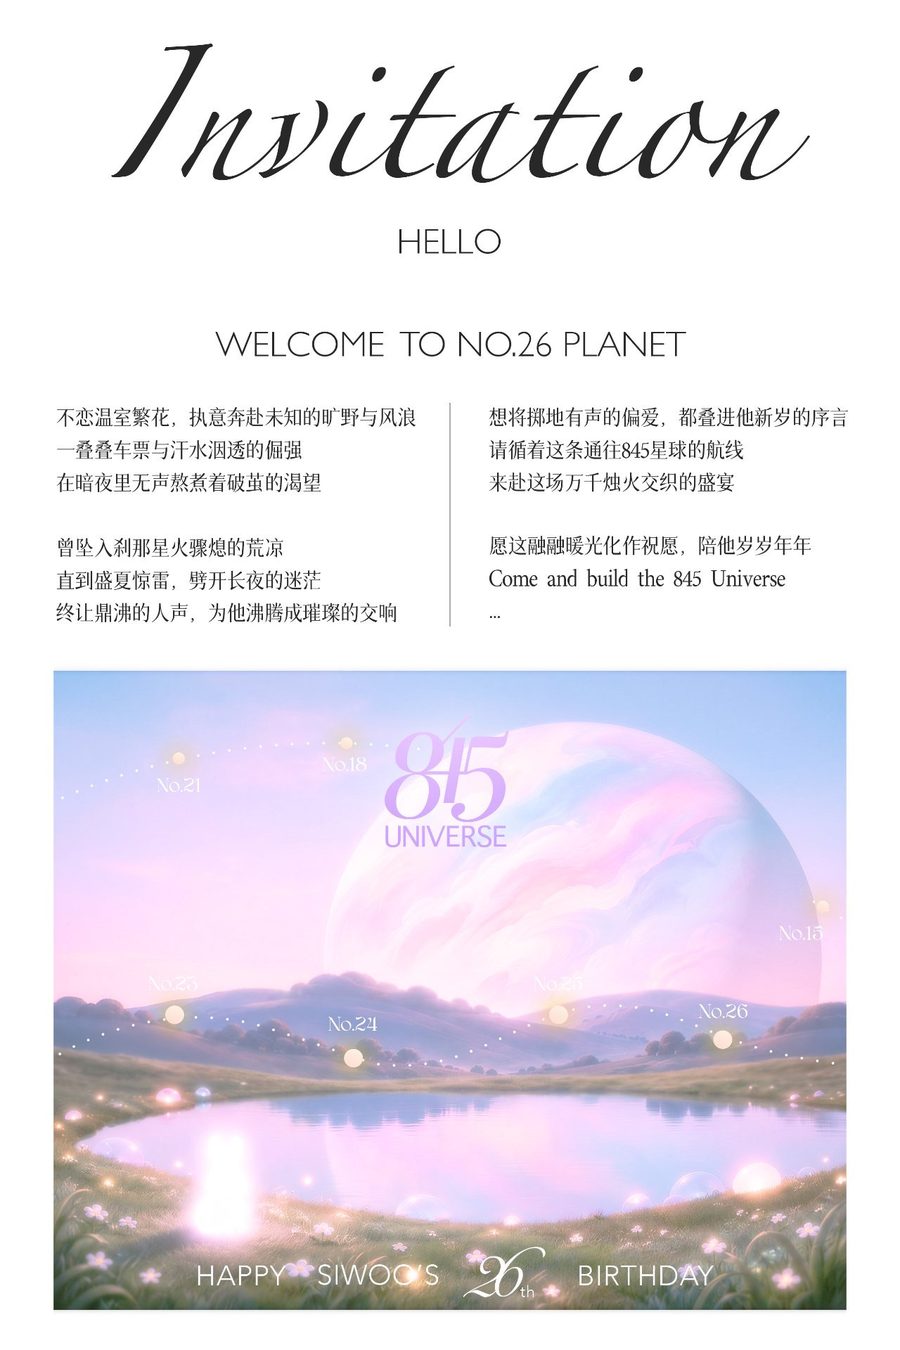 Invitation
HELLO
WELCOME TO NO.26 PLANET
不恋温室繁花，执意奔赴未知的旷野与风浪
一叠叠车票与汗水洇透的倔强
在暗夜里无声熬煮着破茧的渴望
曾坠入刹那星火骤熄的荒凉
直到盛夏惊雷，劈开长夜的迷茫
终让鼎沸的人声，为他沸腾成璀璨的交响
想将掷地有声的偏爱，都叠进他新岁的序言
请循着这条通往845星球的航线
来赴这场万千烛火交织的盛宴
愿这融融暖光化作祝愿，陪他岁岁年年
Come and build the 845 Universe
...
845
UNIVERSE
No.21
No.18
No.15
No.23
No.24
No.25
No.26
HAPPY SIWOO'S 26th BIRTHDAY